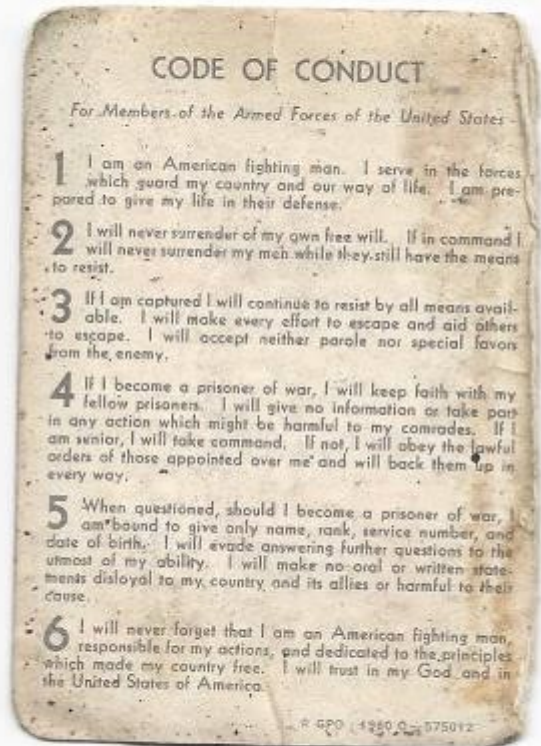 CODE OF CONDUCT
For Members of the Armed Forces of the United States
1 I am an American fighting man. I serve in the forces
which guard my country and our way of life. I am pre-
pared to give my life in their defense.
2 I will never surrender of my own free will. If in command I
will never surrender my men while they still have the means
to resist.
3 If I am captured I will continue to resist by all means avail-
able. I will make every effort to escape and aid others
to escape. I will accept neither parole nor special favors
from the enemy.
4 If I become a prisoner of war, I will keep faith with my
fellow prisoners. I will give no information or take part
in any action which might be harmful to my comrades. If I
am senior, I will take command. If not, I will obey the lawful
orders of those appointed over me and will back them up in
every way.
5 When questioned, should I become a prisoner of war, I
am bound to give only name, rank, service number, and
date of birth. I will evade answering further questions to the
utmost of my ability. I will make no oral or written state-
ments disloyal to my country and its allies or harmful to their
cause.
6 I will never forget that I am an American fighting man,
responsible for my actions, and dedicated to the principles
which made my country free. I will trust in my God and in
the United States of America.
GPO : 1960 O— 575012